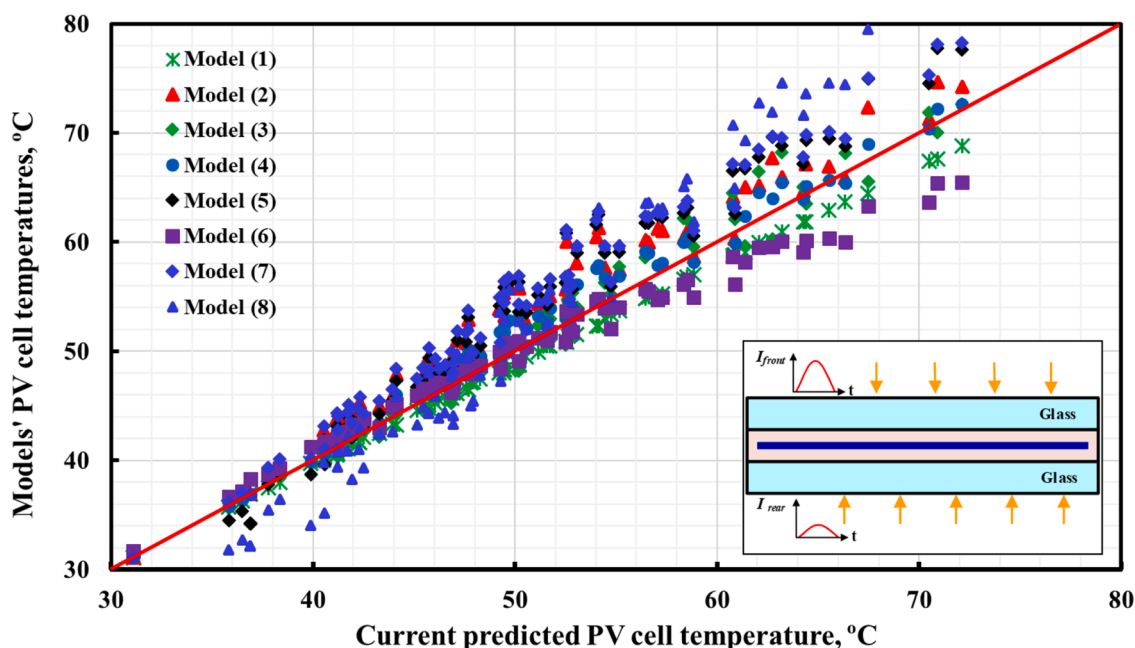 Models' PV cell temperatures, ºC
80
70
60
50
40
30
Model (1)
Model (2)
Model (3)
Model (4)
Model (5)
Model (6)
Model (7)
Model (8)
I front
t
Glass
Glass
I rear
t
30
40
50
60
70
80
Current predicted PV cell temperature, ºC